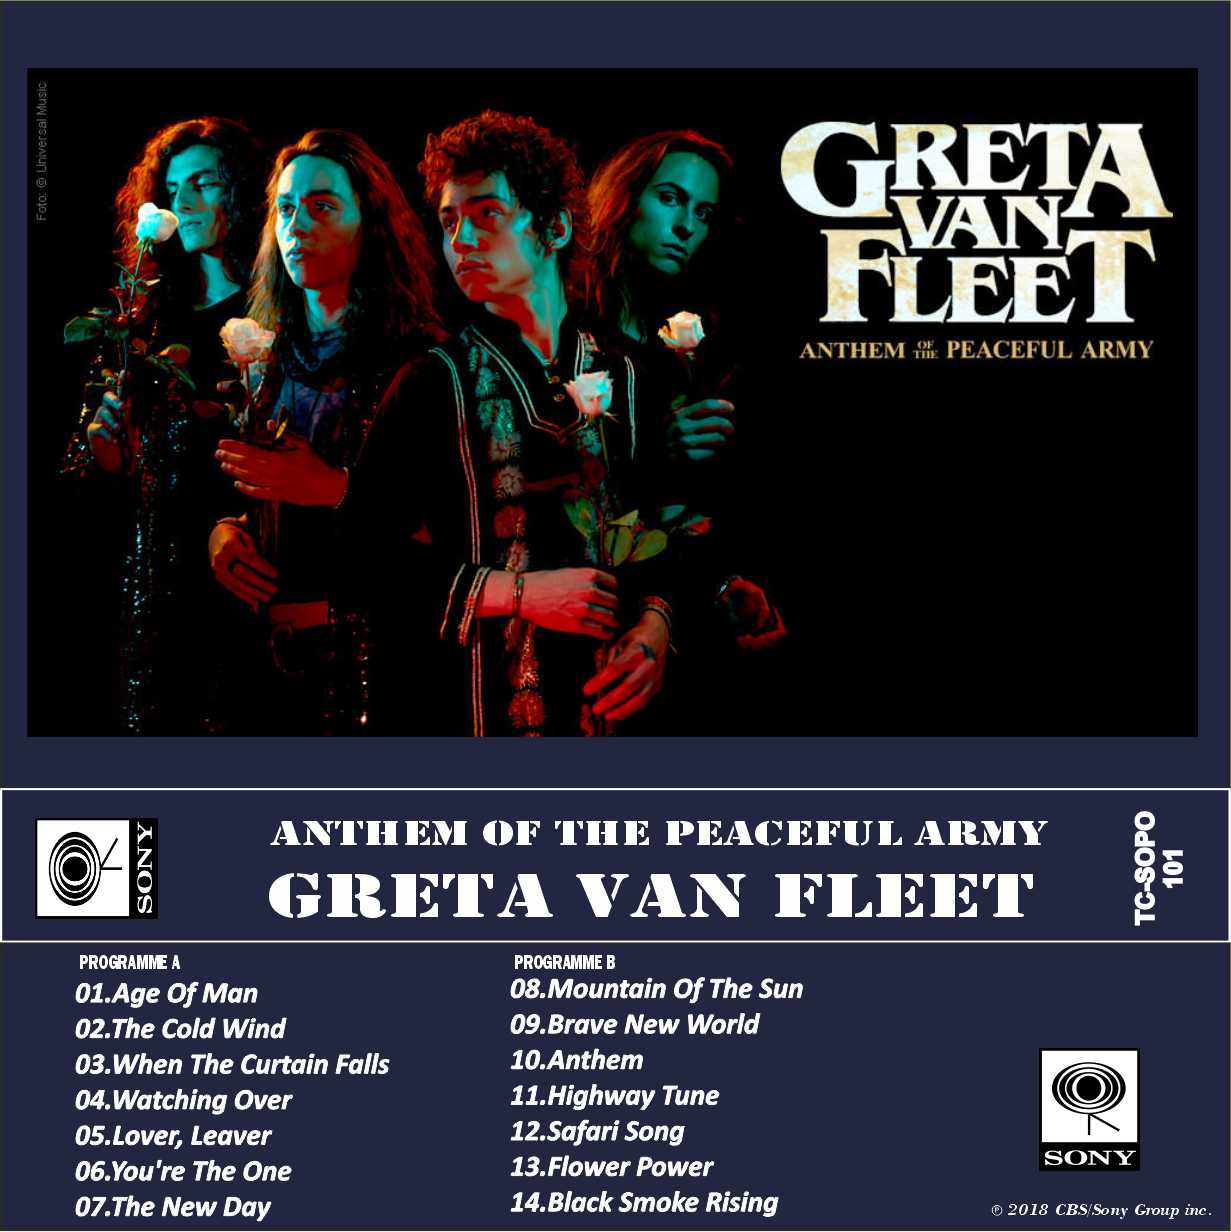 Foto: © Universal Music
GRETA
VAN
FLEET
ANTHEM OF THE PEACEFUL ARMY
SONY
ANTHEM OF THE PEACEFUL ARMY
GRETA VAN FLEET
TC-SOPO
101
PROGRAMME A
01.Age Of Man
02.The Cold Wind
03.When The Curtain Falls
04.Watching Over
05.Lover, Leaver
06.You're The One
07.The New Day
PROGRAMME B
08.Mountain Of The Sun
09.Brave New World
10.Anthem
11.Highway Tune
12.Safari Song
13.Flower Power
14.Black Smoke Rising
SONY
℗ 2018 CBS/Sony Group inc.